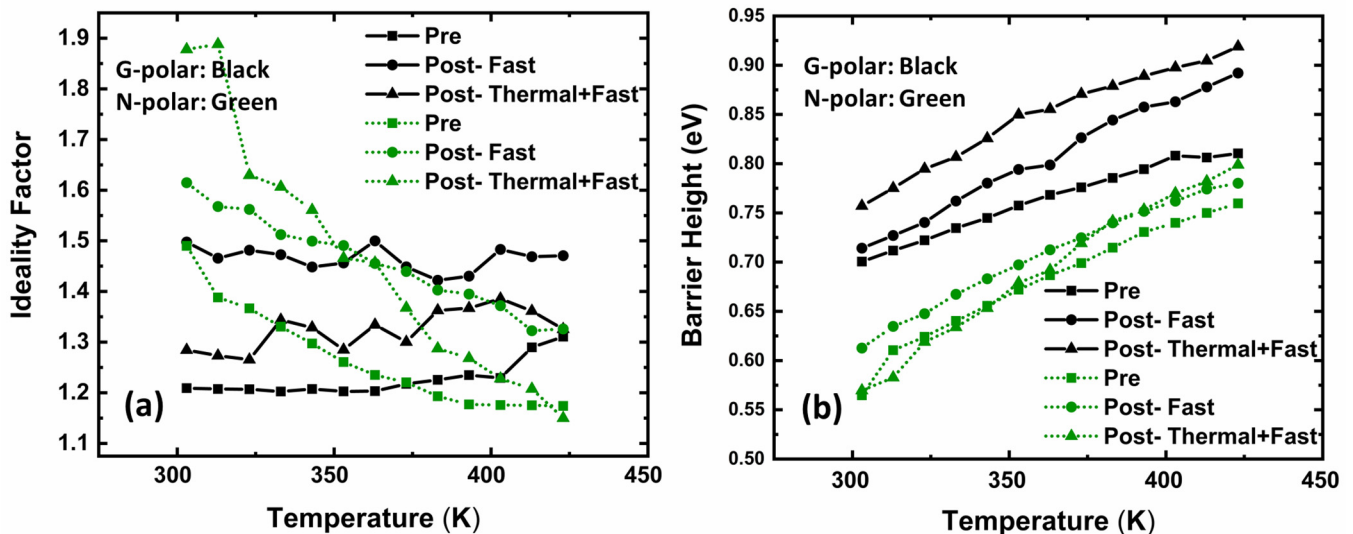 Ideality Factor
1.9
1.8
1.7
1.6
1.5
1.4
1.3
1.2
1.1
G-polar: Black
N-polar: Green
Pre
Post- Fast
Post- Thermal+Fast
Pre
Post- Fast
Post- Thermal+Fast
(a)
300
350
400
450
Temperature (K)
Barrier Height (eV)
0.95
0.90
0.85
0.80
0.75
0.70
0.65
0.60
0.55
0.50
G-polar: Black
N-polar: Green
Pre
Post- Fast
Post- Thermal+Fast
Pre
Post- Fast
Post- Thermal+Fast
(b)
300
350
400
450
Temperature (K)